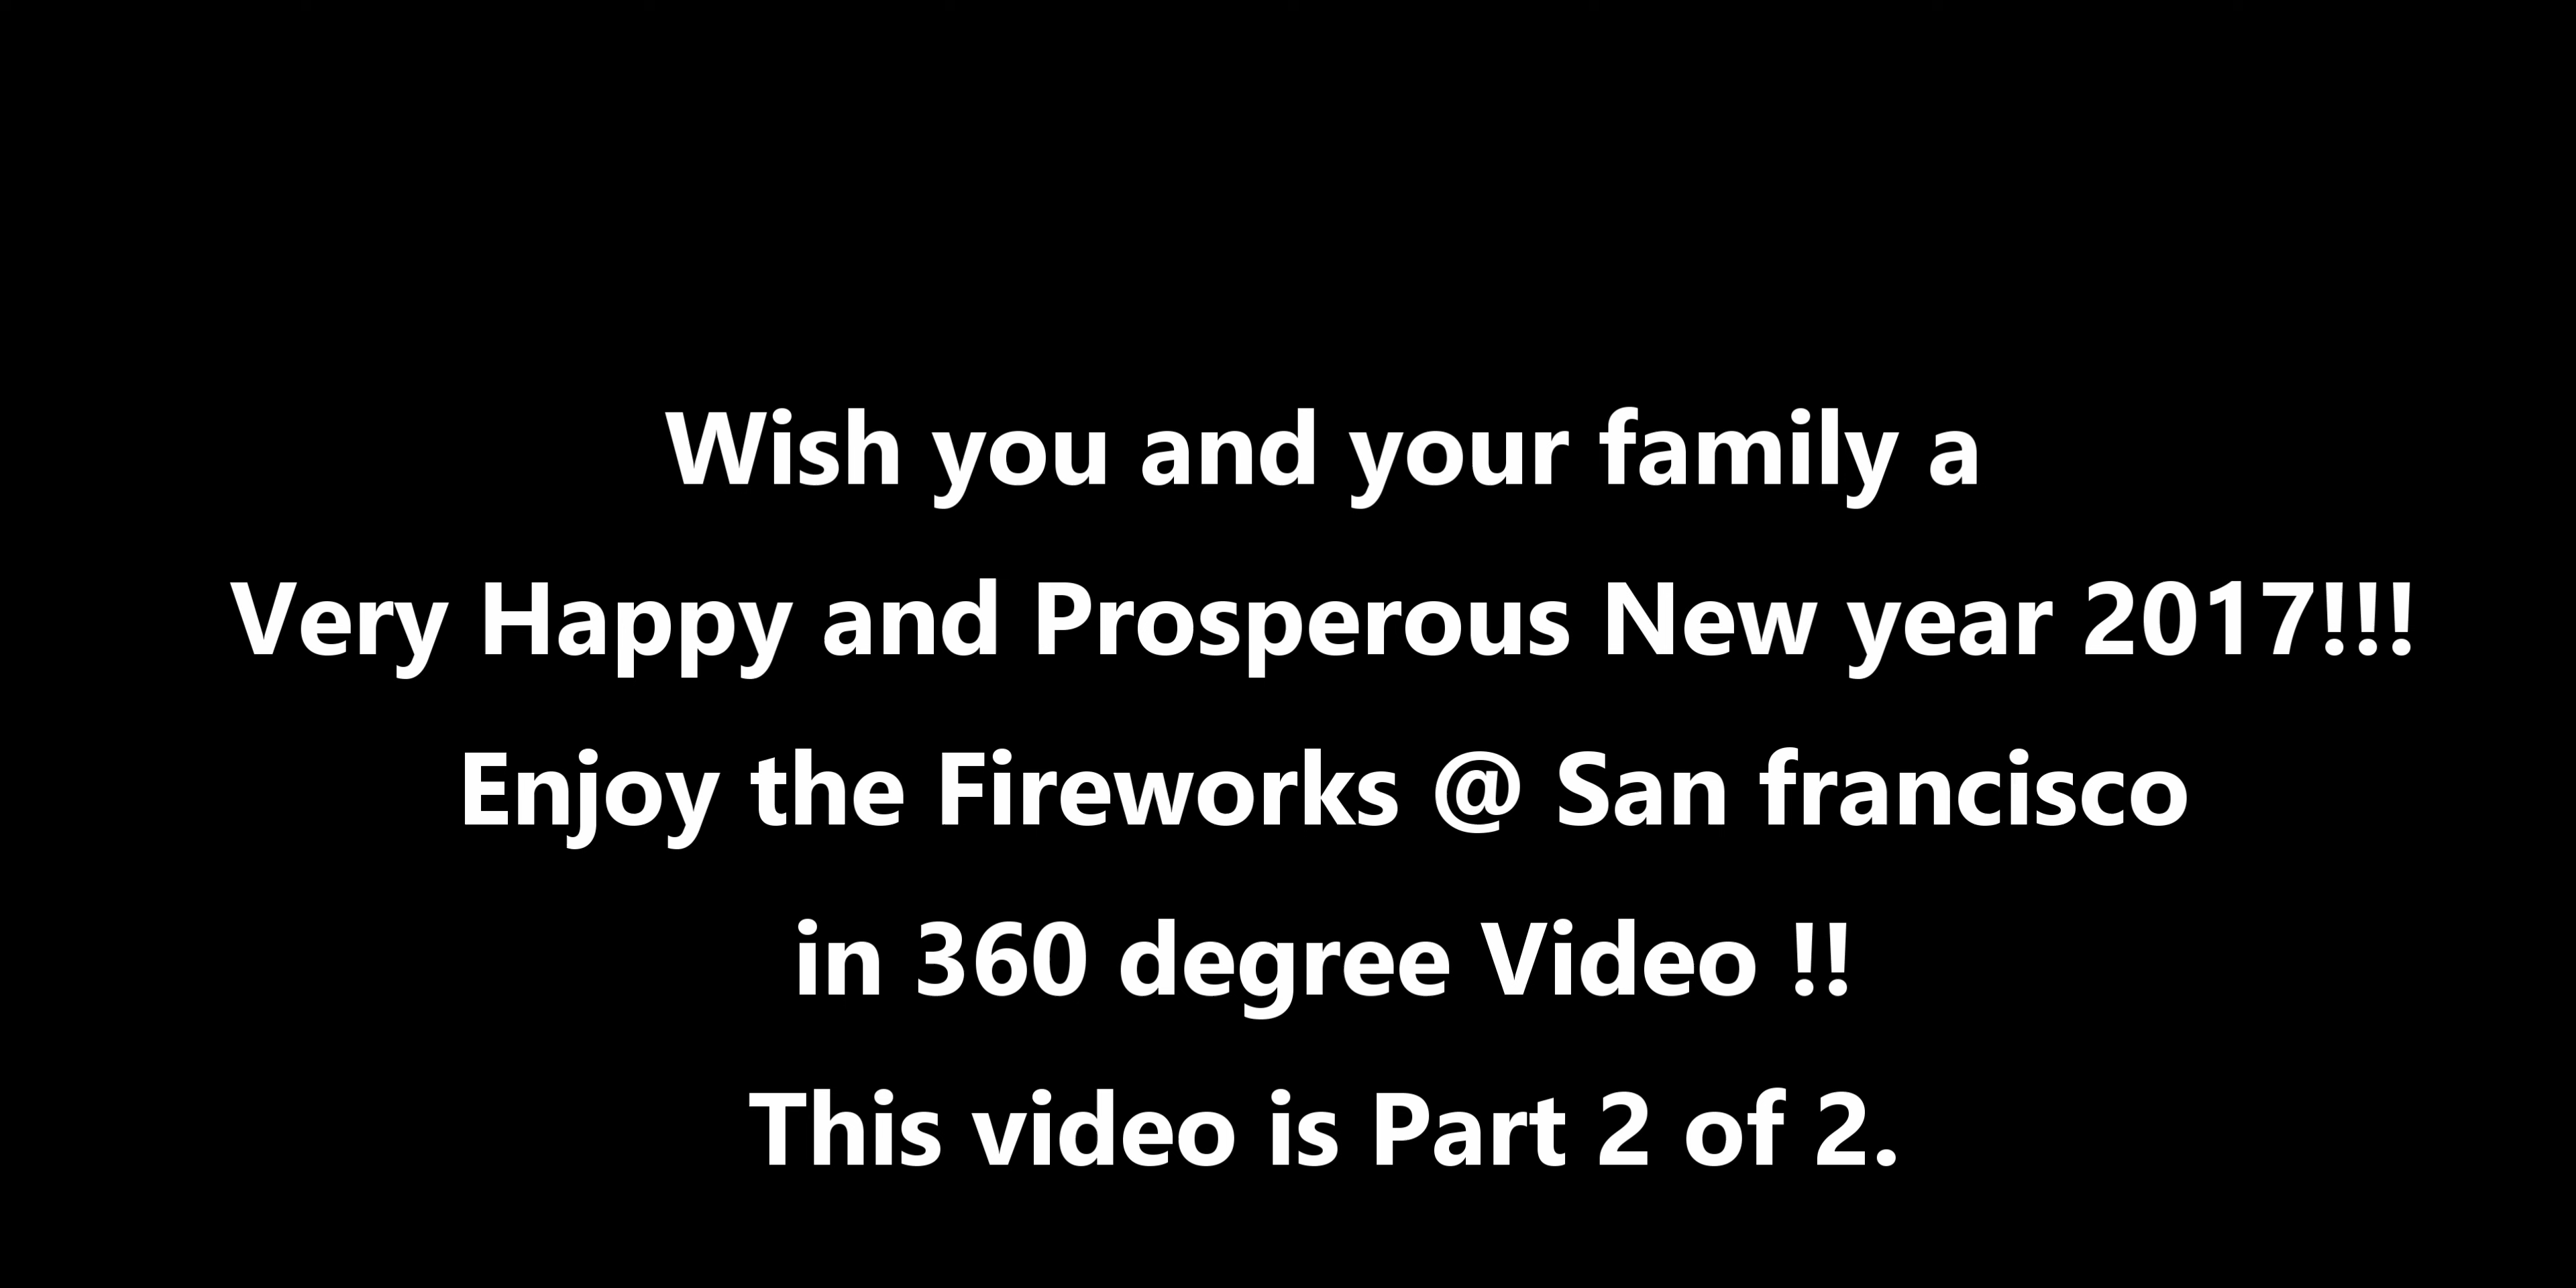 Wish you and your family a
Very Happy and Prosperous New year 2017!!!
Enjoy the Fireworks @ San francisco
in 360 degree Video !!
This video is Part 2 of 2.